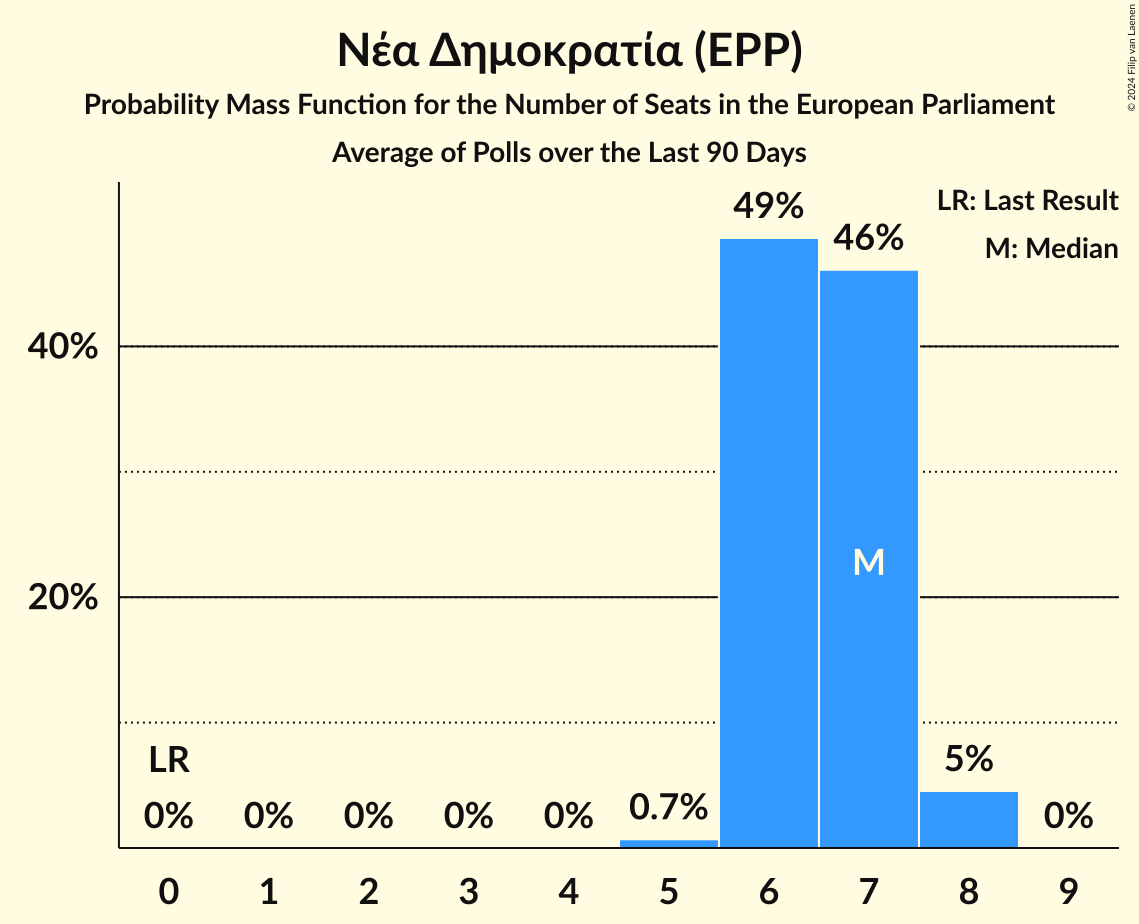 Νέα Δημοκρατία (EPP)
Probability Mass Function for the Number of Seats in the European Parliament
Average of Polls over the Last 90 Days
© 2024 Filip van Laenen
LR: Last Result
M: Median
49%
46%
40%
M
20%
LR
5%
0.7%
0% 0% 0% 0% 0% 0%
0 1 2 3 4 5 6 7 8 9